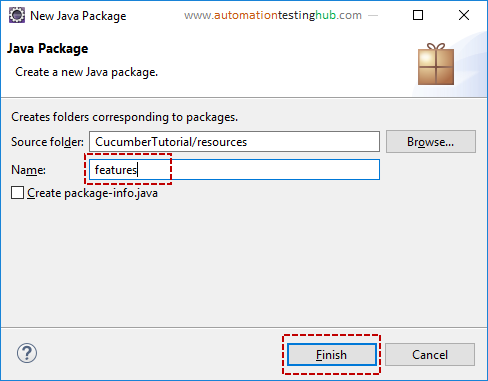 New Java Package
www.automationtestinghub.com
Java Package
Create a new Java package.
Creates folders corresponding to packages.
Source folder: CucumberTutorial/resources Browse...
Name: features
Create package-info.java
? Finish Cancel